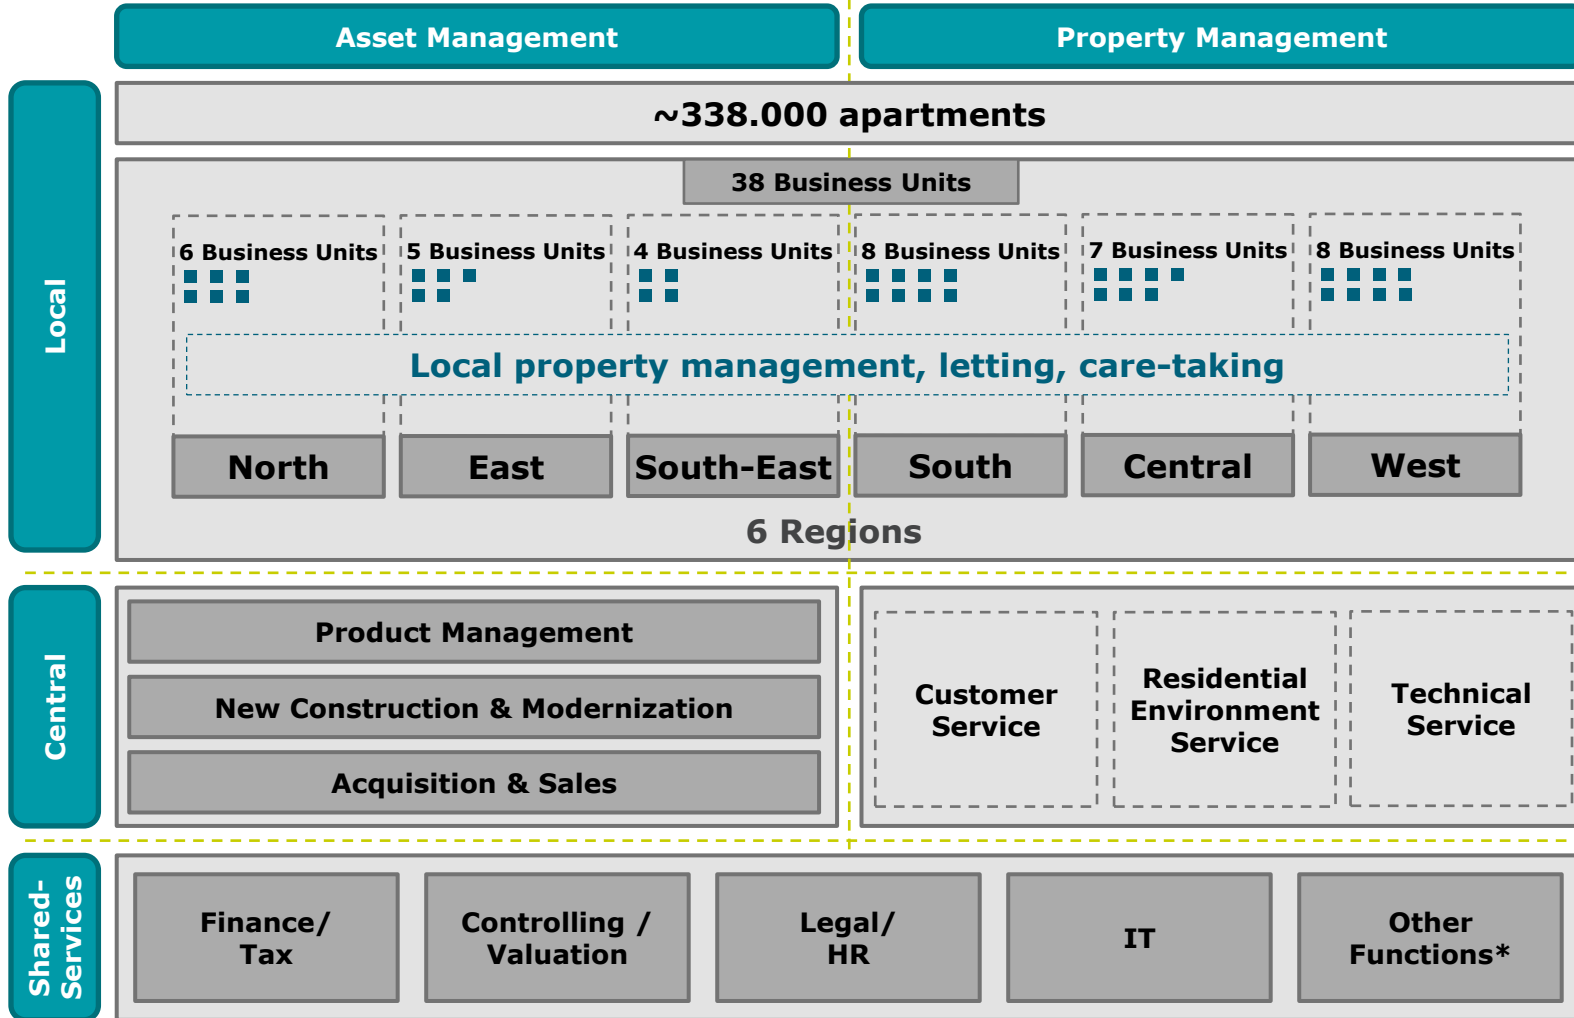 Asset Management
Property Management
Local
~338.000 apartments
38 Business Units
6 Business Units
5 Business Units
4 Business Units
8 Business Units
7 Business Units
8 Business Units
Local property management, letting, care-taking
North
East
South-East
South
Central
West
6 Regions
Central
Product Management
New Construction & Modernization
Acquisition & Sales
Customer
Service
Residential
Environment
Service
Technical
Service
Shared-
Services
Finance/
Tax
Controlling /
Valuation
Legal/
HR
IT
Other
Functions*